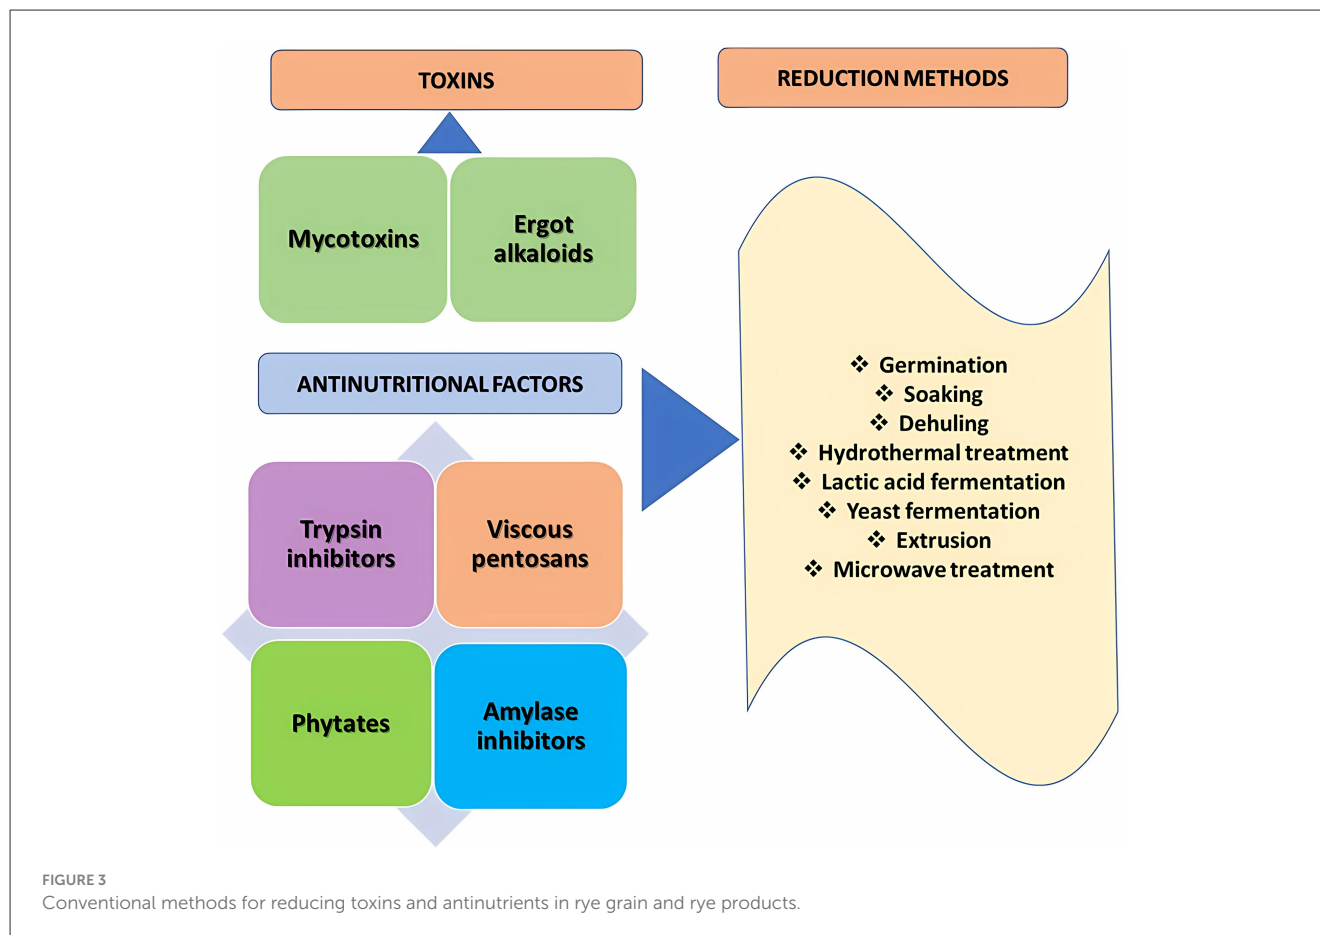 TOXINS
REDUCTION METHODS
Mycotoxins
Ergot
alkaloids
ANTINUTRITIONAL FACTORS
Trypsin
inhibitors
Viscous
pentosans
Phytates
Amylase
inhibitors
❖ Germination
❖ Soaking
❖ Dehuling
❖ Hydrothermal treatment
❖ Lactic acid fermentation
❖ Yeast fermentation
❖ Extrusion
❖ Microwave treatment
FIGURE 3
Conventional methods for reducing toxins and antinutrients in rye grain and rye products.